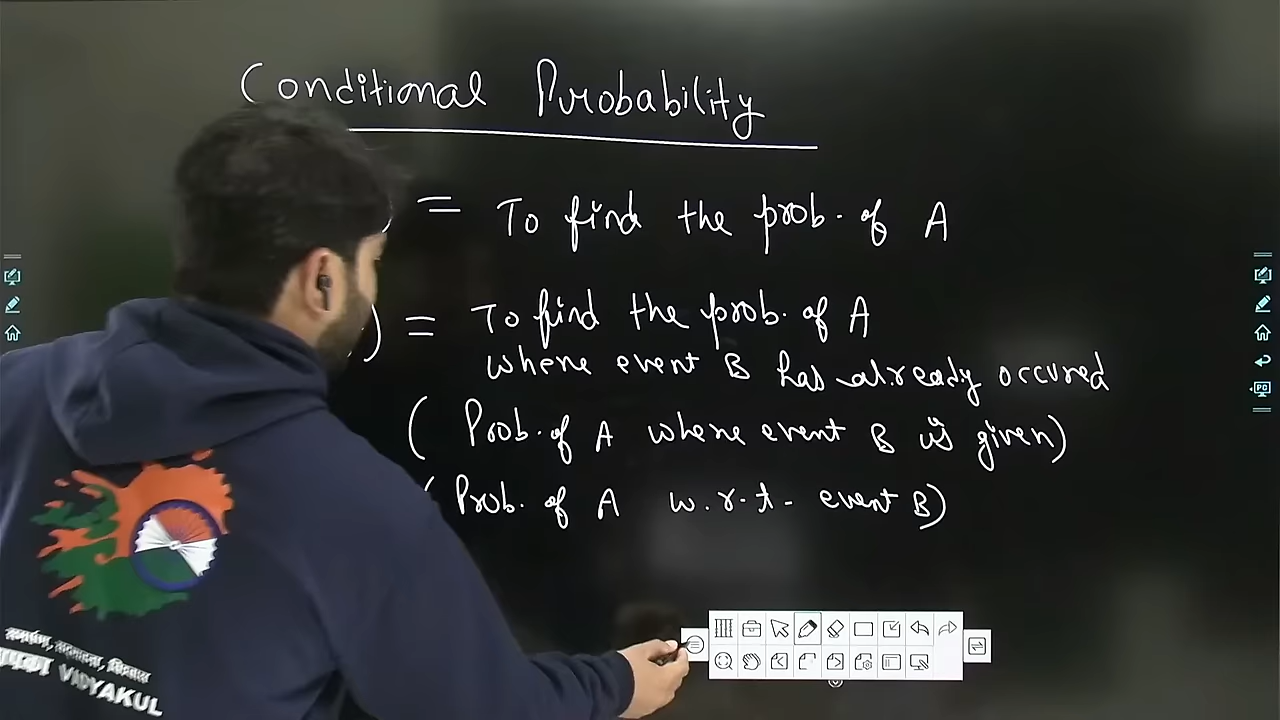 Conditional Probability
= To find the prob. of A
) = To find the prob. of A
where event B has already occured
( Prob. of A where event B is given)
( Prob. of A w.r.t. event B)
VIDYAKUL